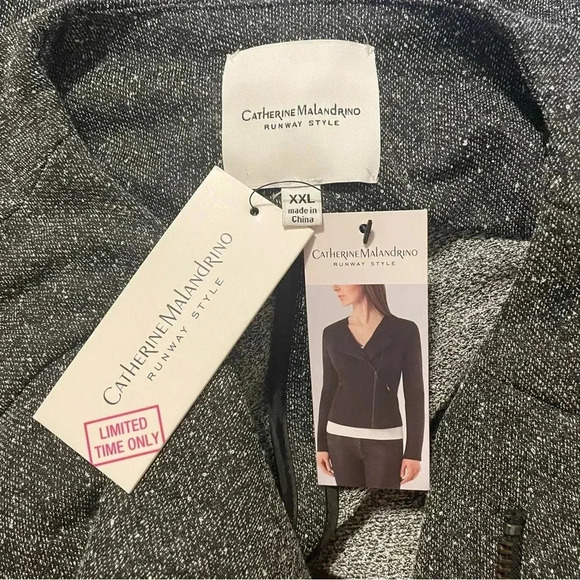 CATHERINE MALANDRINO
RUNWAY STYLE
XXL
made in
China
CATHERINE MALANDRINO
RUNWAY STYLE
LIMITED
TIME ONLY
CATHERINE MALANDRINO
RUNWAY STYLE